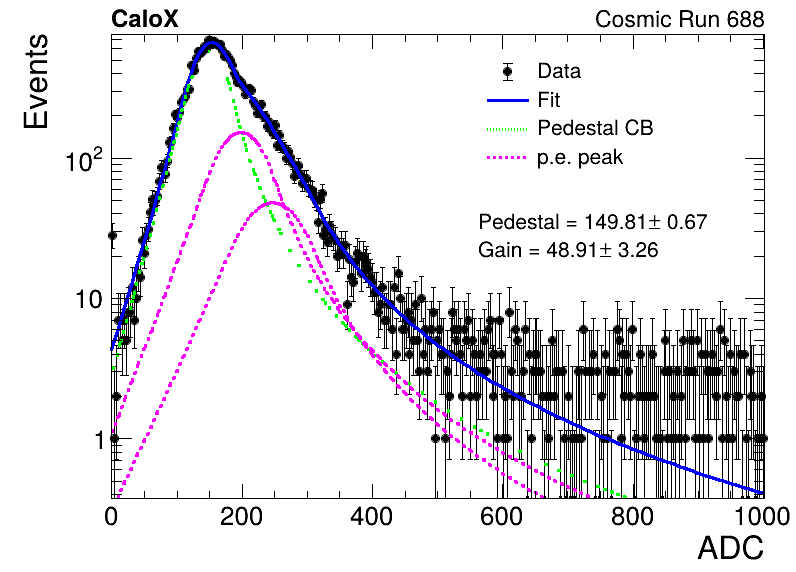 CaloX
Cosmic Run 688
Events
Data
Fit
Pedestal CB
p.e. peak
Pedestal = 149.81± 0.67
Gain = 48.91± 3.26
10²
10
1
0 200 400 600 800 1000
ADC